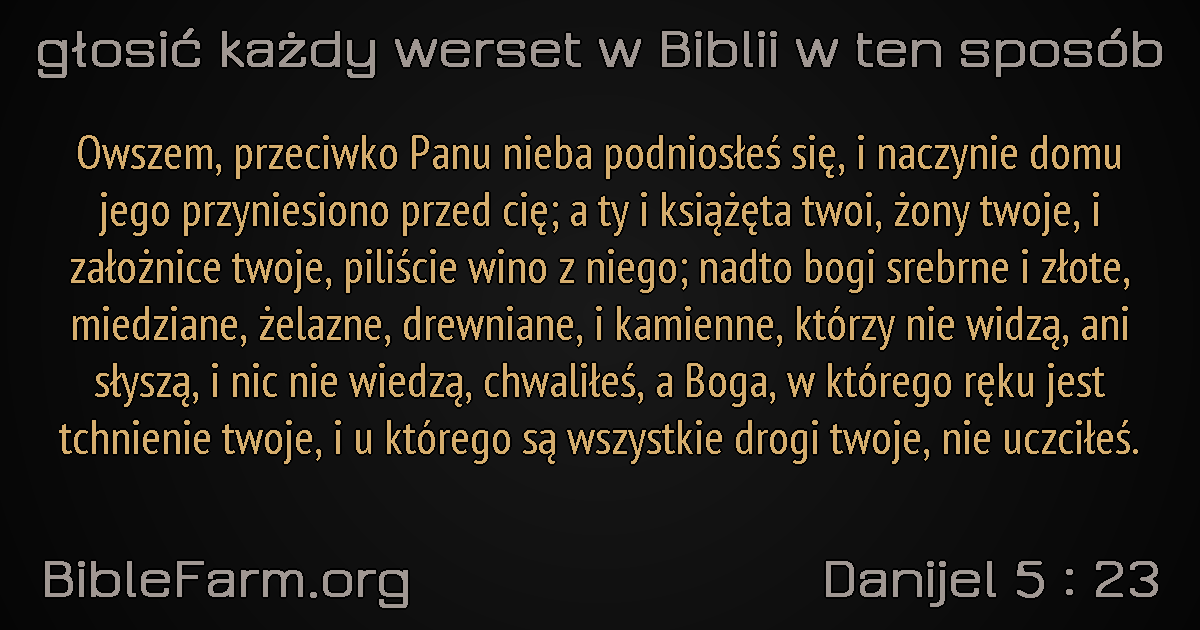 głosić każdy werset w Biblii w ten sposób
Owszem, przeciwko Panu nieba podniosłeś się, i naczynie domu
jego przyniesiono przed cię; a ty i książęta twoi, żony twoje, i
założnice twoje, piliście wino z niego; nadto bogi srebrne i złote,
miedziane, żelazne, drewniane, i kamienne, którzy nie widzą, ani
słyszą, i nic nie wiedzą, chwaliłeś, a Boga, w którego ręku jest
tchnienie twoje, i u którego są wszystkie drogi twoje, nie uczciłeś.
BibleFarm.org
Danijel 5 : 23